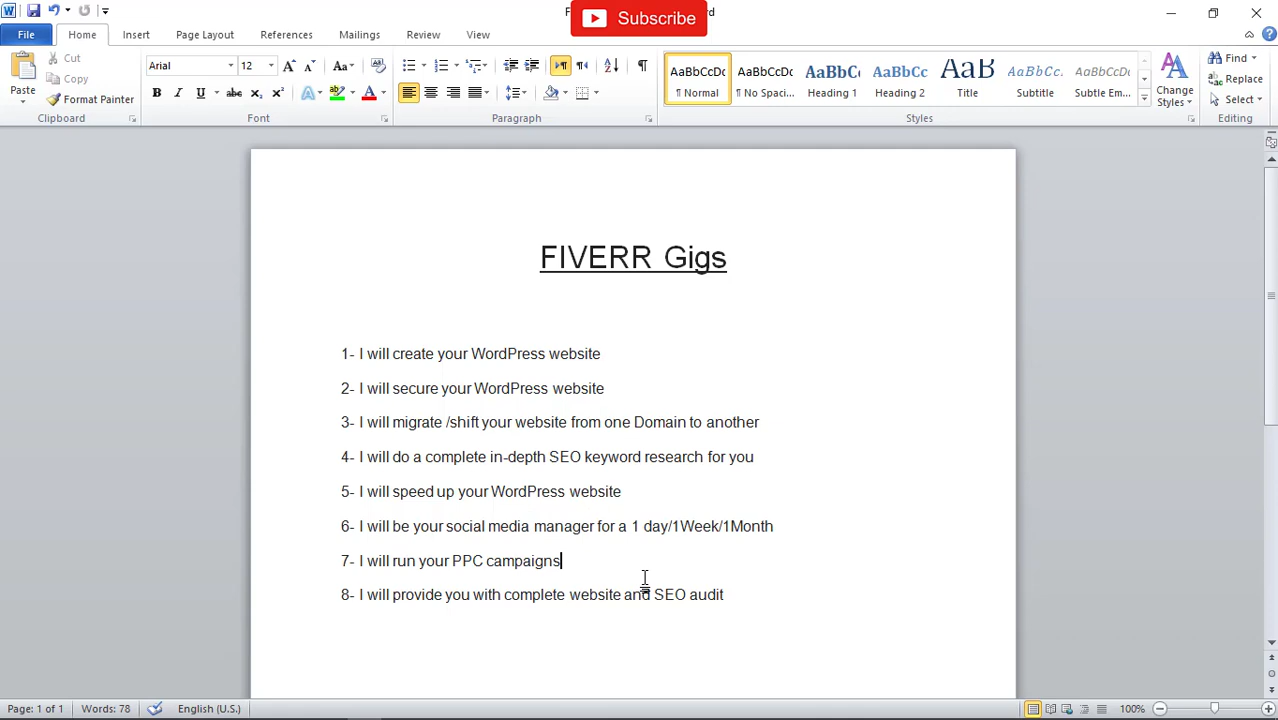 Subscribe
File Home Insert Page Layout References Mailings Review View
Cut
Copy
Format Painter
Paste
Arial 12
Aa
AaBbCcDc AaBbCcDc AaBbC AaBbCc AaB AaBbCc. AaBbCcDc
¶ Normal ¶ No Spaci... Heading 1 Heading 2 Title Subtitle Subtle Em...
Change Styles
Find
Replace
Select
Clipboard Font Paragraph Styles Editing
FIVERR Gigs
1- I will create your WordPress website
2- I will secure your WordPress website
3- I will migrate /shift your website from one Domain to another
4- I will do a complete in-depth SEO keyword research for you
5- I will speed up your WordPress website
6- I will be your social media manager for a 1 day/1Week/1Month
7- I will run your PPC campaigns
8- I will provide you with complete website and SEO audit
Page: 1 of 1 Words: 78 English (U.S.) 100%